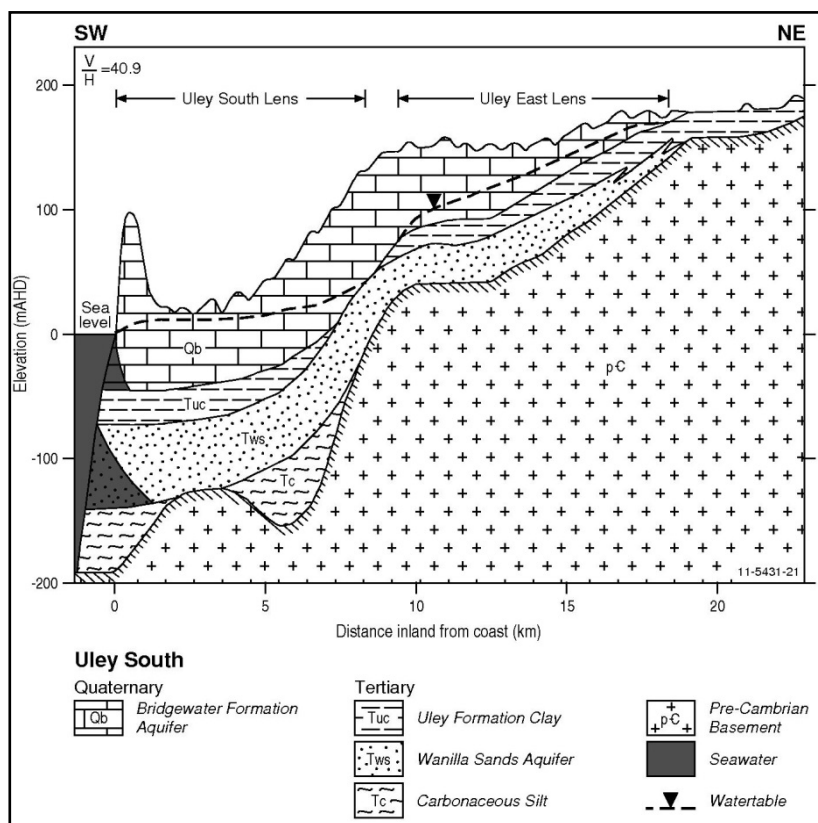 SW
NE
V
H
=40.9
Uley South Lens
Uley East Lens
200
100
Sea
level
0
-100
-200
Elevation (mAHD)
Qb
Tuc
Tws
Tc
p-C
11-5431-21
0
5
10
15
20
Distance inland from coast (km)
Uley South
Quaternary
Qb
Bridgewater Formation
Aquifer
Tertiary
Tuc
Uley Formation Clay
Tws
Wanilla Sands Aquifer
Tc
Carbonaceous Silt
p-C
Pre-Cambrian
Basement
Seawater
Watertable